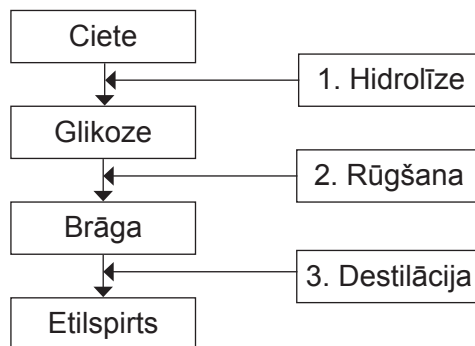 Ciete
1. Hidrolīze
Glikoze
2. Rūgšana
Brāga
3. Destilācija
Etilspirts